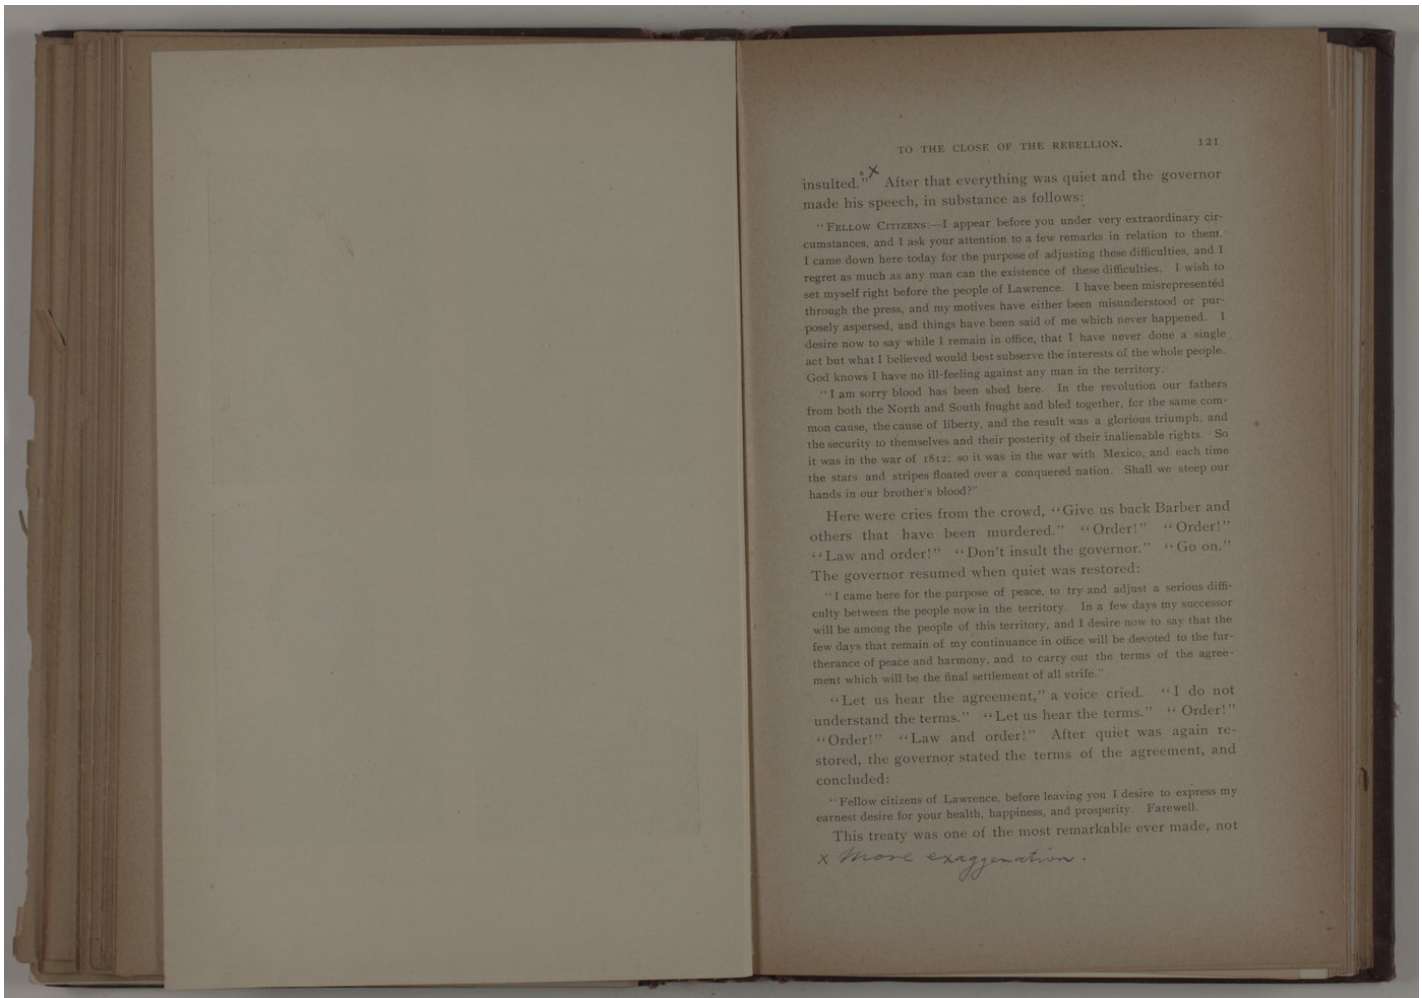 TO THE CLOSE OF THE REBELLION. 121
insulted."x After that everything was quiet and the governor
made his speech, in substance as follows:
"FELLOW CITIZENS:—I appear before you under very extraordinary cir-
cumstances, and I ask your attention to a few remarks in relation to them.
I came down here today for the purpose of adjusting these difficulties, and I
regret as much as any man can the existence of these difficulties. I wish to
set myself right before the people of Lawrence. I have been misrepresented
through the press, and my motives have either been misunderstood or pur-
posely aspersed, and things have been said of me which never happened. I
desire now to say while I remain in office, that I have never done a single
act but what I believed would best subserve the interests of the whole people.
God knows I have no ill-feeling against any man in the territory.
"I am sorry blood has been shed here. In the revolution our fathers
from both the North and South fought and bled together, for the same com-
mon cause, the cause of liberty, and the result was a glorious triumph, and
the security to themselves and their posterity of their inalienable rights. So
it was in the war of 1812; so it was in the war with Mexico, and each time
the stars and stripes floated over a conquered nation. Shall we steep our
hands in our brother's blood?"
Here were cries from the crowd, "Give us back Barber and
others that have been murdered." "Order!" "Order!"
"Law and order!" "Don't insult the governor." "Go on."
The governor resumed when quiet was restored:
"I came here for the purpose of peace, to try and adjust a serious diffi-
culty between the people now in the territory. In a few days my successor
will be among the people of this territory, and I desire now to say that the
few days that remain of my continuance in office will be devoted to the fur-
therance of peace and harmony, and to carry out the terms of the agree-
ment which will be the final settlement of all strife."
"Let us hear the agreement," a voice cried. "I do not
understand the terms." "Let us hear the terms." "Order!"
"Order!" "Law and order!" After quiet was again re-
stored, the governor stated the terms of the agreement, and
concluded:
"Fellow citizens of Lawrence, before leaving you I desire to express my
earnest desire for your health, happiness, and prosperity. Farewell.
This treaty was one of the most remarkable ever made, not
x More exaggenation.